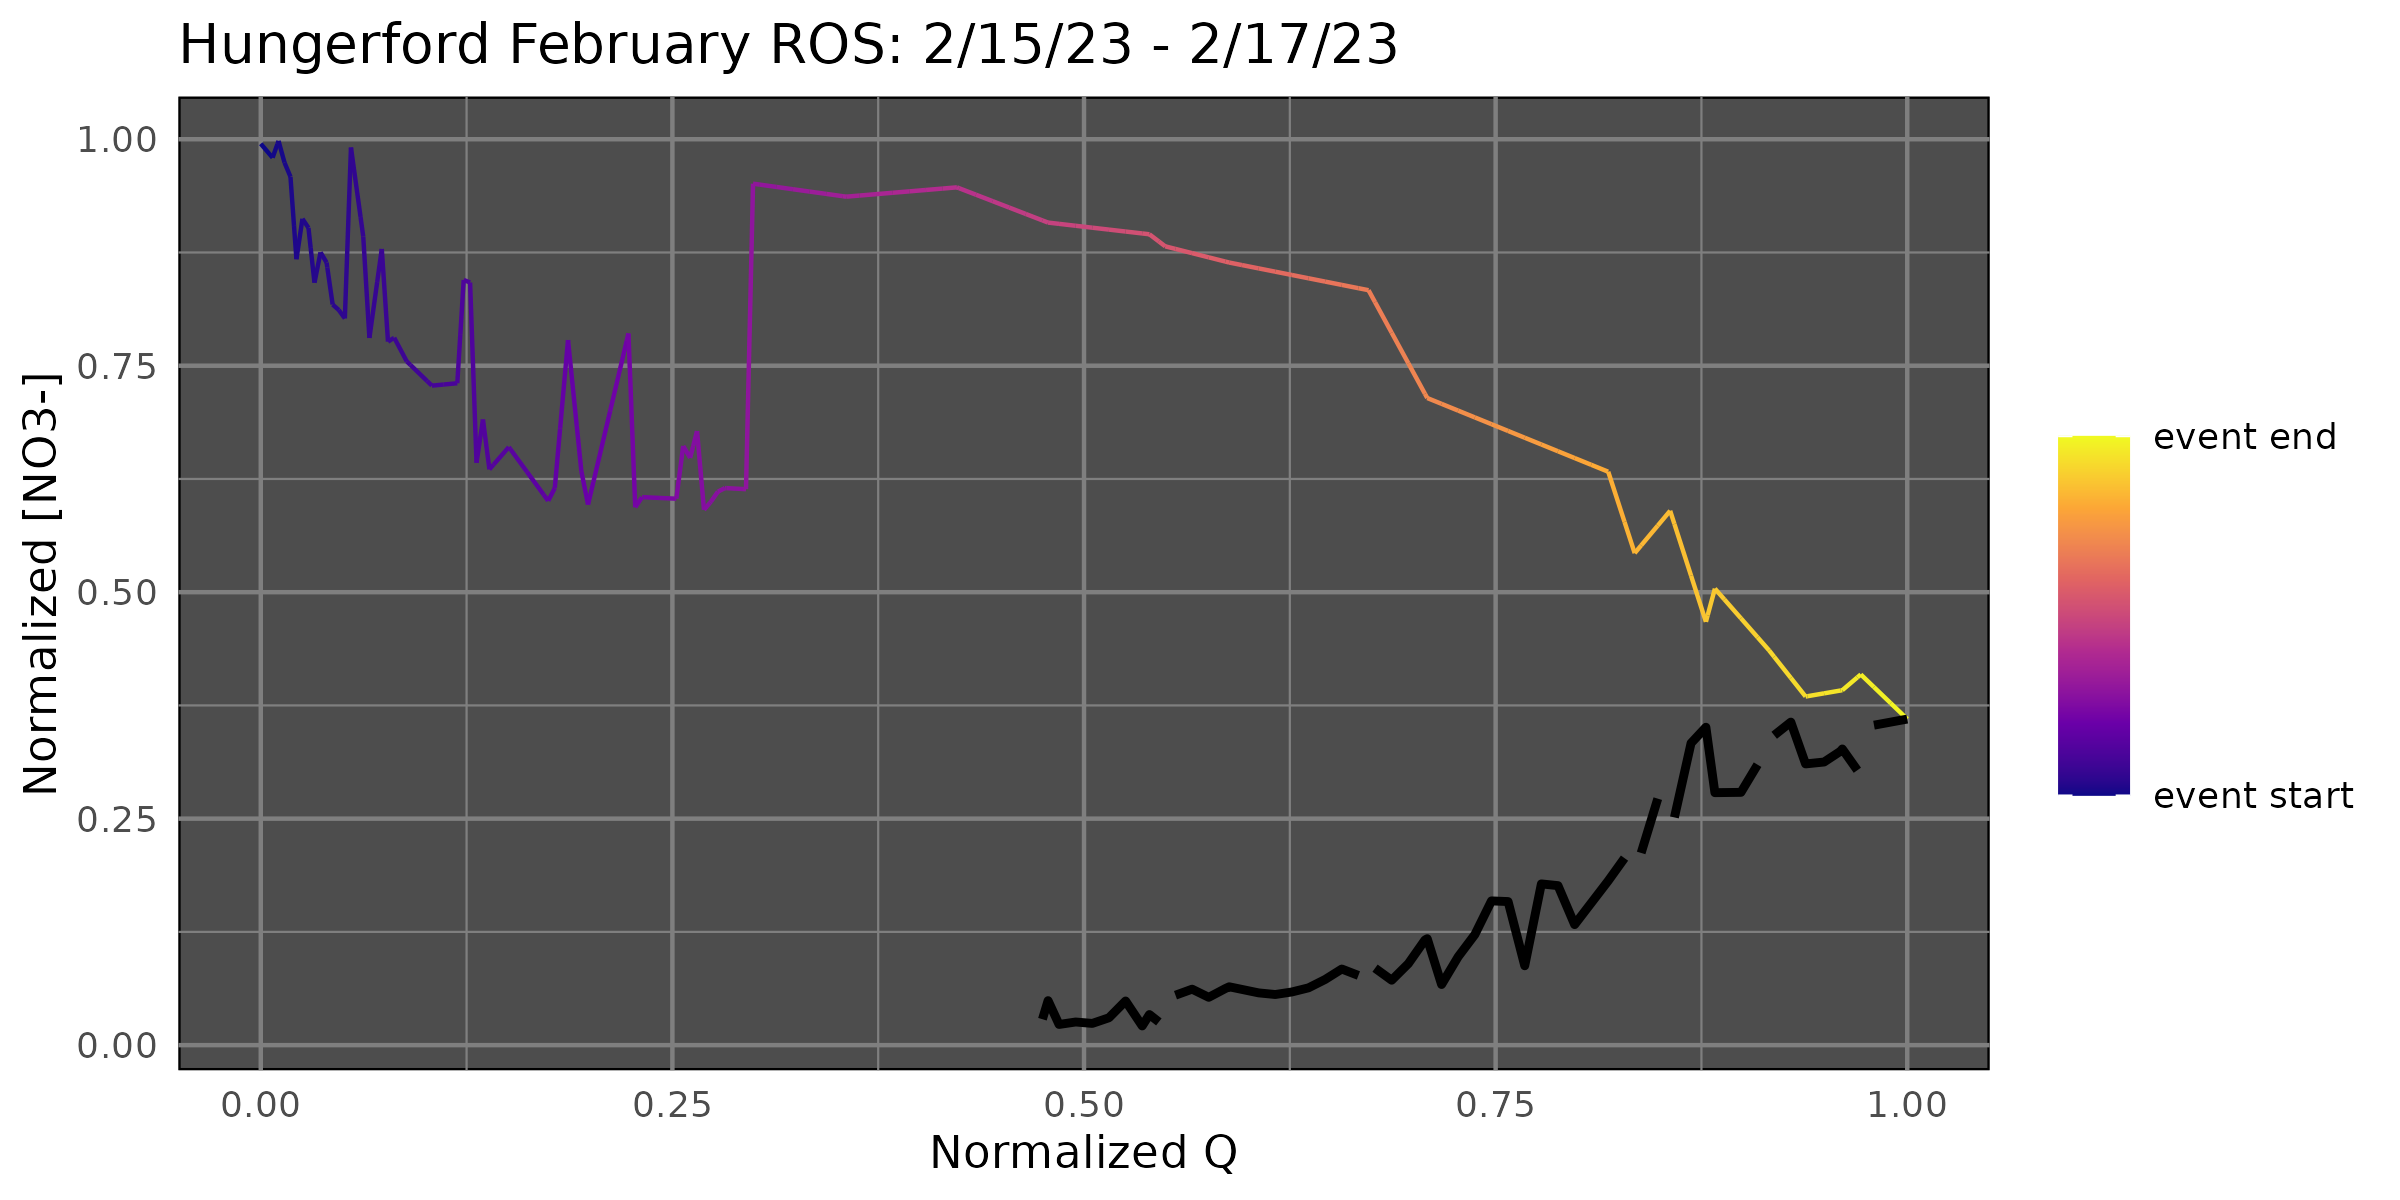 Hungerford February ROS: 2/15/23 - 2/17/23
Normalized [NO3-]
1.00
0.75
0.50
0.25
0.00
0.00 0.25 0.50 0.75 1.00
Normalized Q
event end
event start